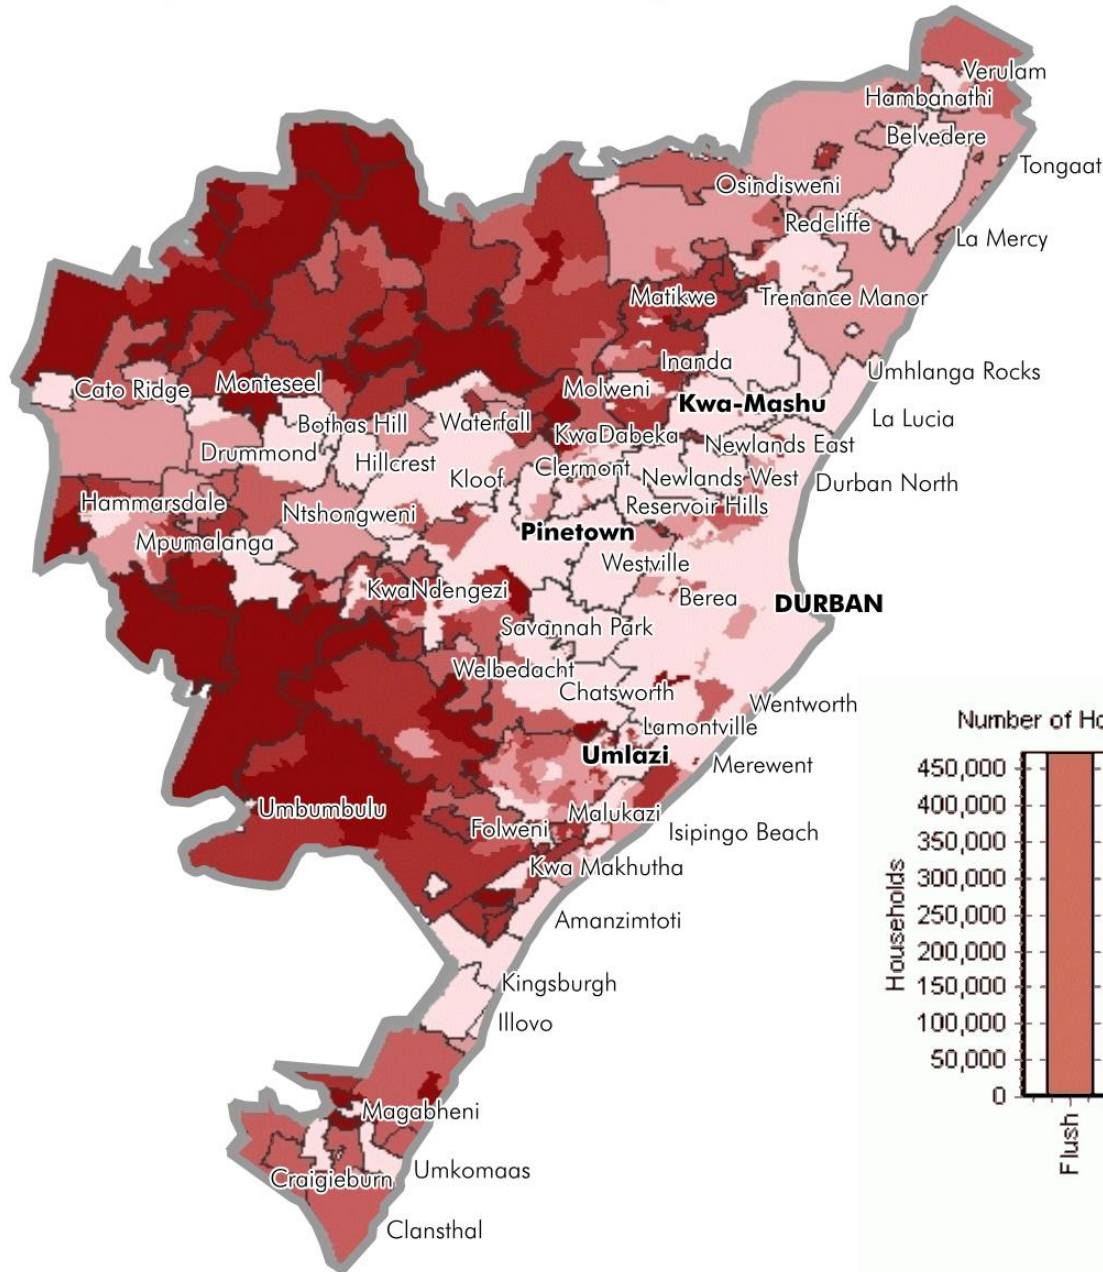 Verulam
Hambanathi
Belvedere
Tongaat
Osindisweni
Redcliffe
La Mercy
Matikwe
Trenance Manor
Inanda
Umhlanga Rocks
Cato Ridge
Monteseel
Molweni
Kwa-Mashu
La Lucia
Bothas Hill
Waterfall
KwaDabeka
Newlands East
Drummond
Hillcrest
Kloof
Clermont
Newlands West
Durban North
Hammarsdale
Ntshongweni
Reservoir Hills
Mpumalanga
Pinetown
Westville
KwaNdengezi
Berea
DURBAN
Savannah Park
Welbedacht
Chatsworth
Wentworth
Lamontville
Umlazi
Merewent
Umbumbulu
Malukazi
Folweni
Isipingo Beach
Kwa Makhutha
Amanzimtoti
Kingsburgh
Illovo
Magabheni
Craigieburn
Umkomaas
Clansthal
Number of Ho
450,000
400,000
350,000
300,000
250,000
200,000
150,000
100,000
50,000
0
Households
Flush